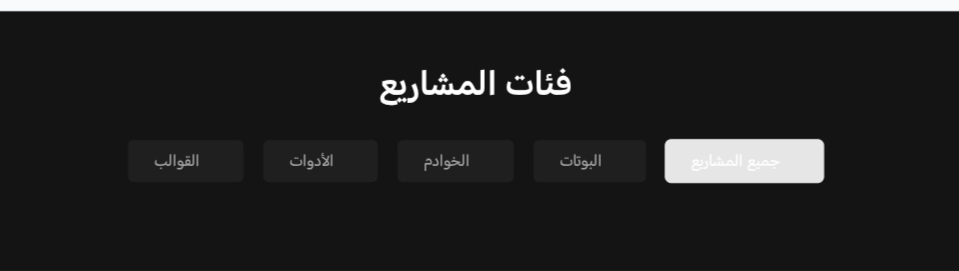 فئات المشاريع
جميع المشاريع
البوتات
الخوادم
الأدوات
القوالب